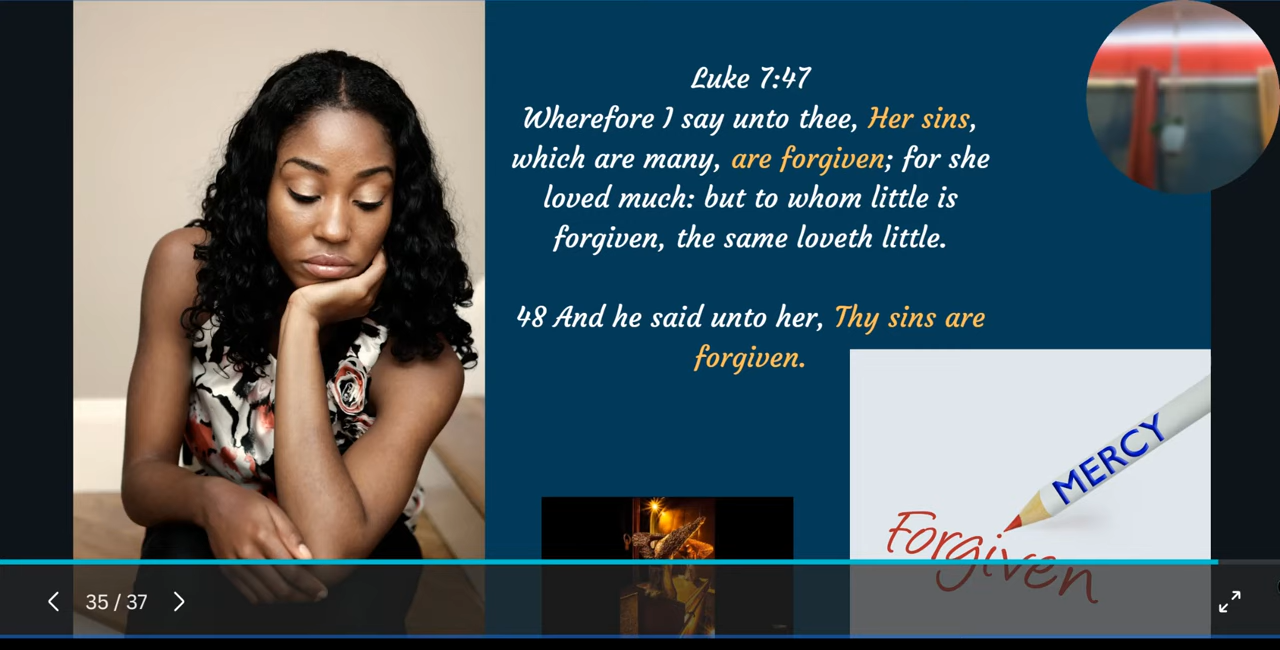 Luke 7:47
Wherefore I say unto thee, Her sins,
which are many, are forgiven; for she
loved much: but to whom little is
forgiven, the same loveth little.
48 And he said unto her, Thy sins are
forgiven.
MERCY
Forgiven
35 / 37